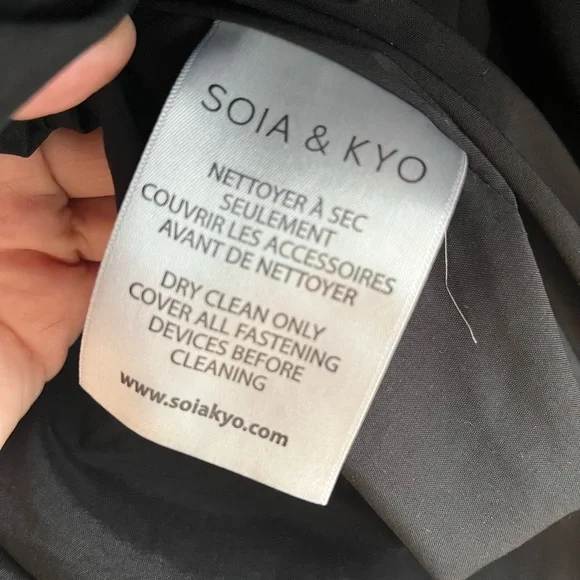 SOIA & KYO
NETTOYER À SEC
SEULEMENT
COUVRIR LES ACCESSOIRES
AVANT DE NETTOYER
DRY CLEAN ONLY
COVER ALL FASTENING
DEVICES BEFORE
CLEANING
www.soiakyo.com